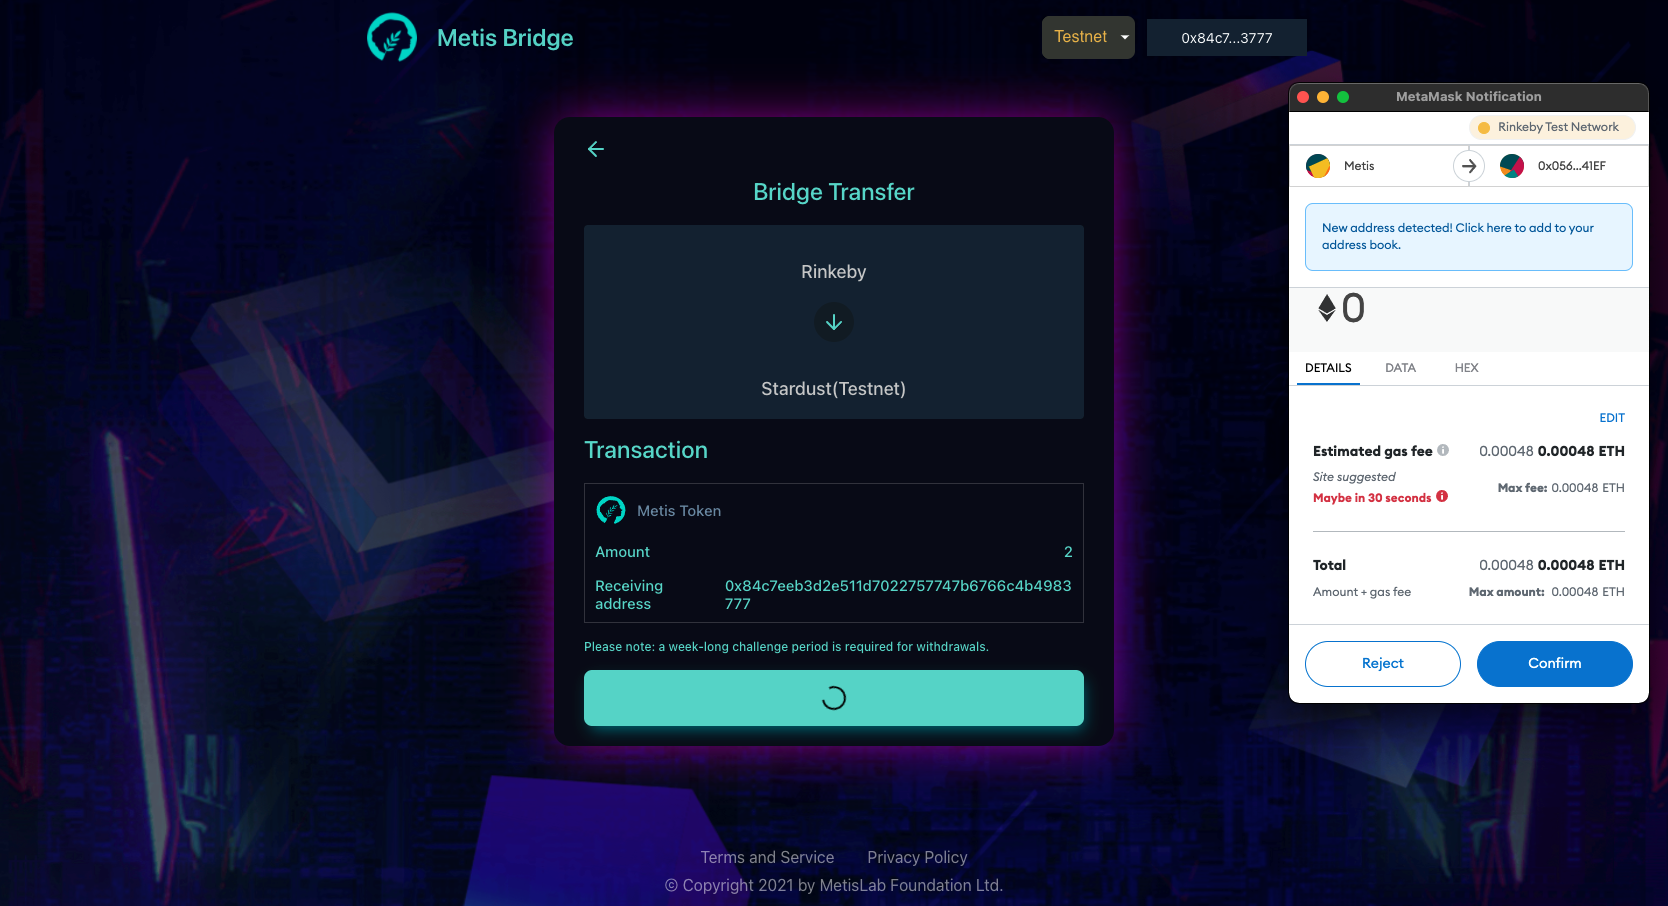 Metis Bridge
Testnet
0x84c7...3777
Bridge Transfer
Rinkeby
Stardust(Testnet)
Transaction
Metis Token
Amount 2
Receiving address 0x84c7eeb3d2e511d7022757747b6766c4b4983
777
Please note: a week-long challenge period is required for withdrawals.
Terms and Service Privacy Policy
© Copyright 2021 by MetisLab Foundation Ltd.
MetaMask Notification
Rinkeby Test Network
Metis 0x056...41EF
New address detected! Click here to add to your
address book.
0
DETAILS DATA HEX
EDIT
Estimated gas fee 0.00048 0.00048 ETH
Site suggested
Maybe in 30 seconds Max fee: 0.00048 ETH
Total 0.00048 0.00048 ETH
Amount + gas fee Max amount: 0.00048 ETH
Reject Confirm